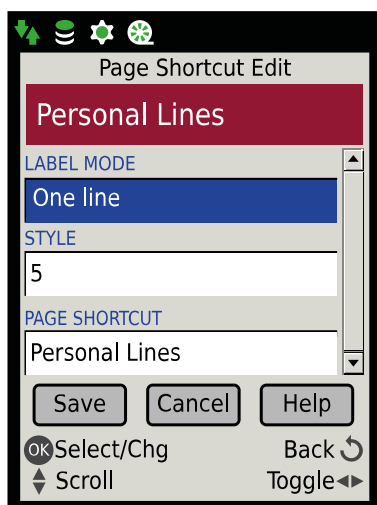 Page Shortcut Edit
Personal Lines
LABEL MODE
One line
STYLE
5
PAGE SHORTCUT
Personal Lines
Save Cancel Help
OK Select/Chg Back
Scroll Toggle